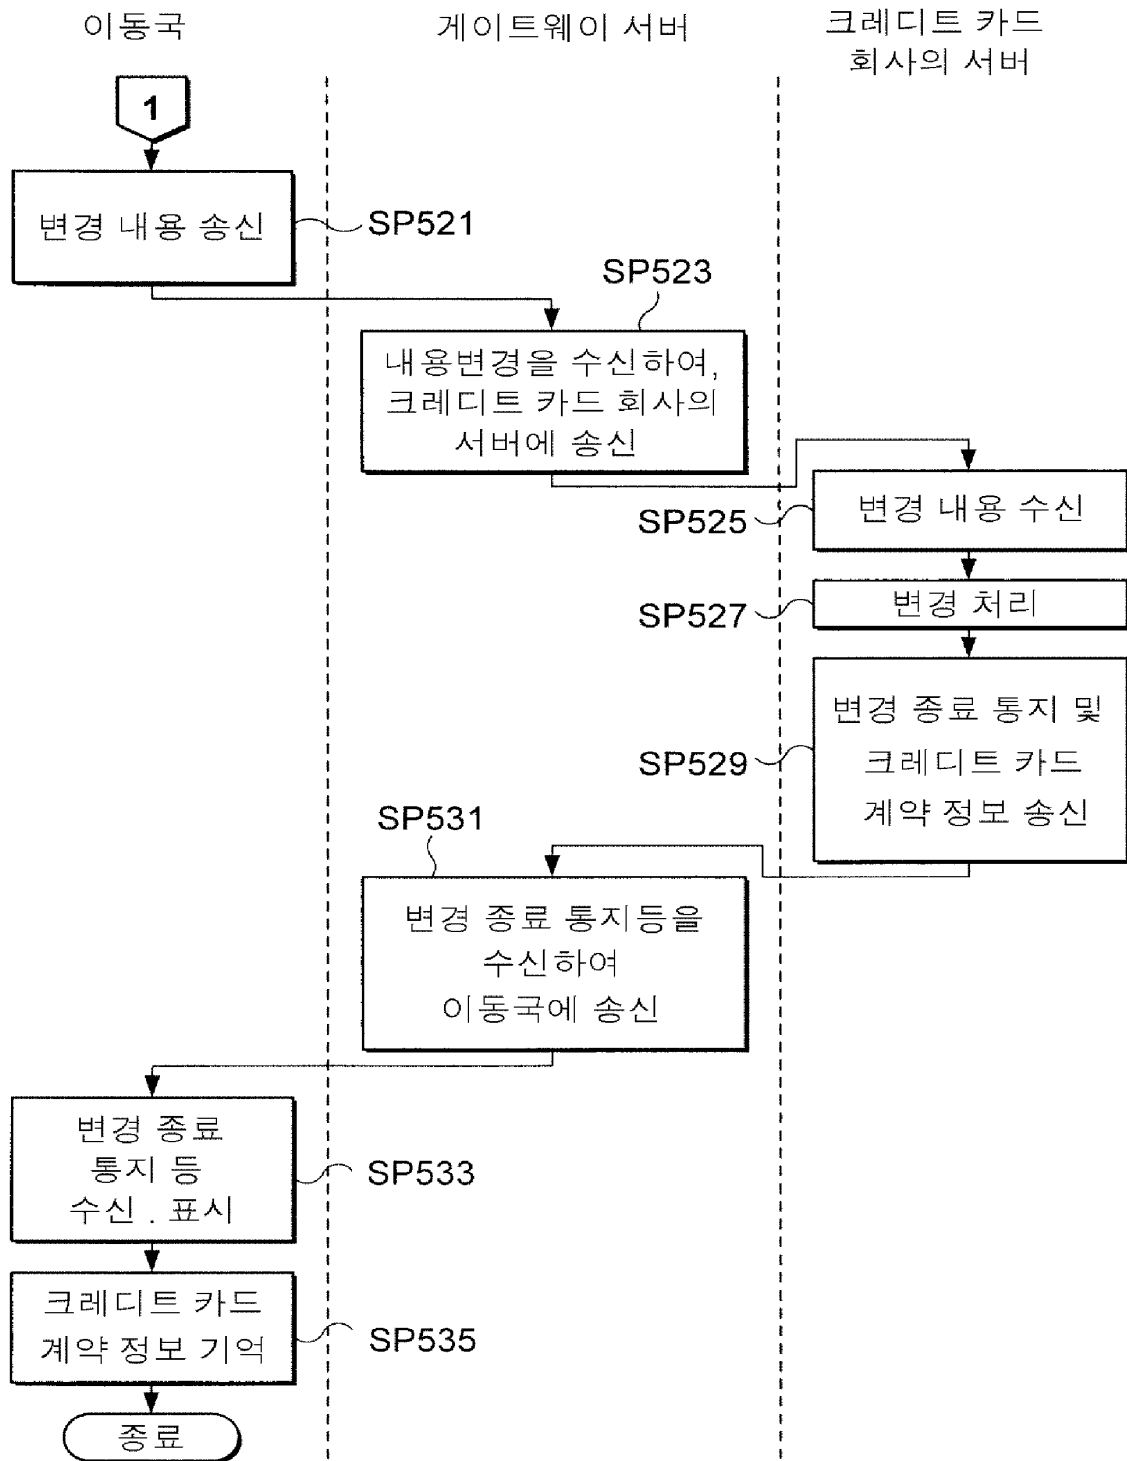 이동국
게이트웨이 서버
크레디트 카드
회사의 서버
1
변경 내용 송신
SP521
SP523
내용변경을 수신하여,
크레디트 카드 회사의
서버에 송신
SP525
변경 내용 수신
SP527
변경 처리
SP529
변경 종료 통지 및
크레디트 카드
계약 정보 송신
SP531
변경 종료 통지등을
수신하여
이동국에 송신
변경 종료
통지 등
수신 . 표시
SP533
크레디트 카드
계약 정보 기억
SP535
종료